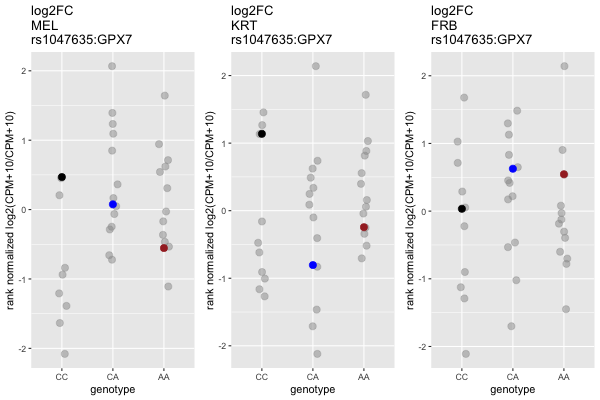 log2FC
MEL
rs1047635:GPX7
rank normalized log2(CPM+10/CPM+10)
2
1
0
-1
-2
CC
CA
AA
genotype
log2FC
KRT
rs1047635:GPX7
rank normalized log2(CPM+10/CPM+10)
2
1
0
-1
-2
CC
CA
AA
genotype
log2FC
FRB
rs1047635:GPX7
rank normalized log2(CPM+10/CPM+10)
2
1
0
-1
-2
CC
CA
AA
genotype